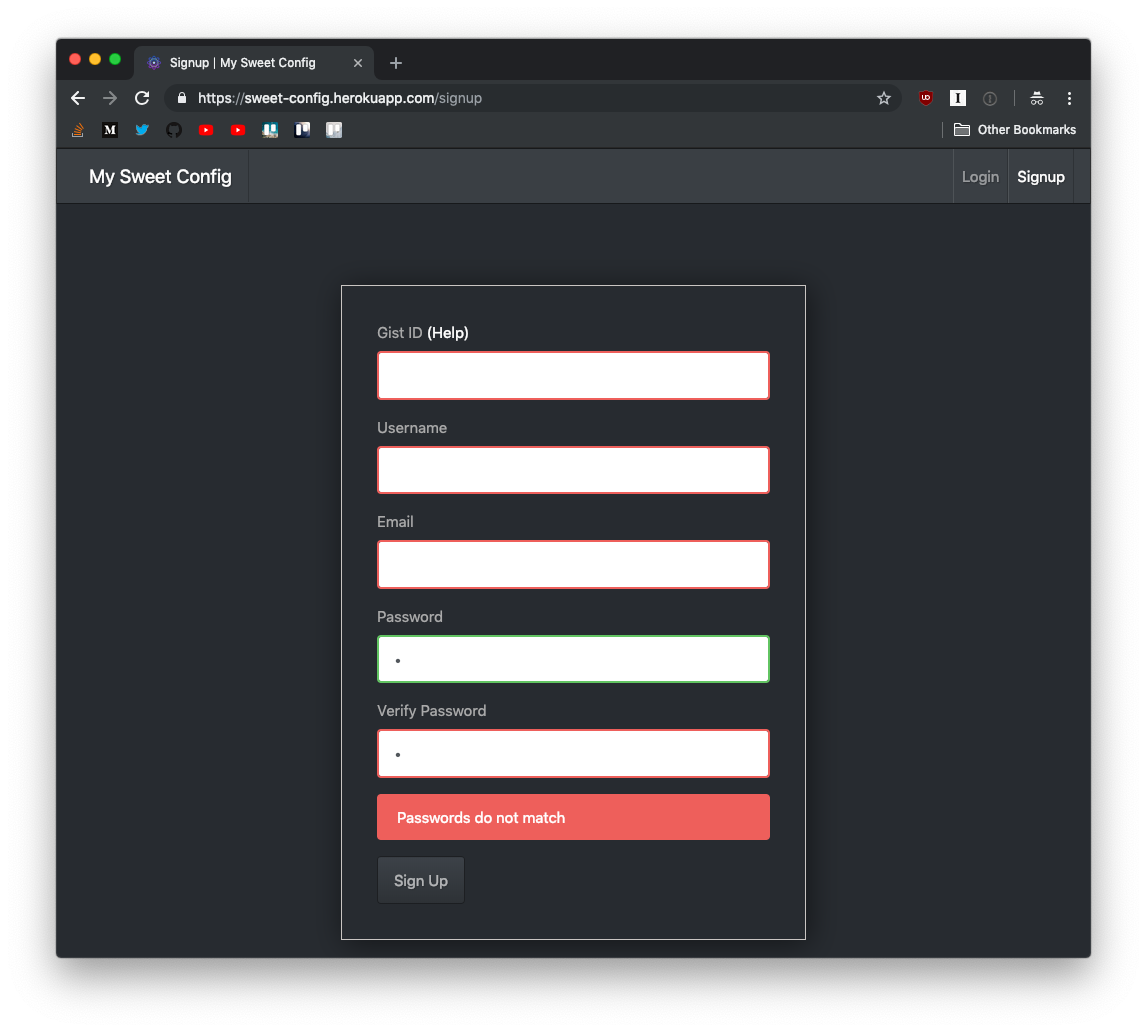 Signup | My Sweet Config
https://sweet-config.herokuapp.com/signup
UD
I
M
Other Bookmarks
My Sweet Config
Login
Signup
Gist ID (Help)
Username
Email
Password
•
Verify Password
•
Passwords do not match
Sign Up